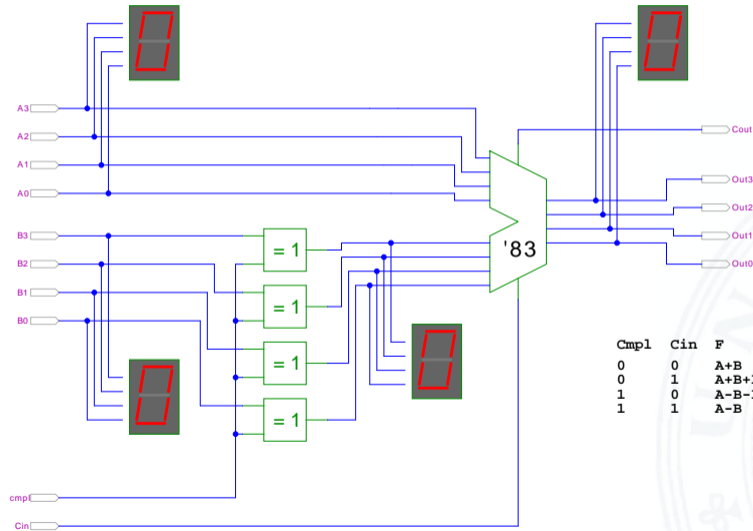 A3
A2
A1
A0
B3
B2
B1
B0
cmpl
Cin
= 1
= 1
= 1
= 1
'83
Cout
Out3
Out2
Out1
Out0
Cmpl Cin F
0 0 A+B
0 1 A+B+
1 0 A-B-
1 1 A-B